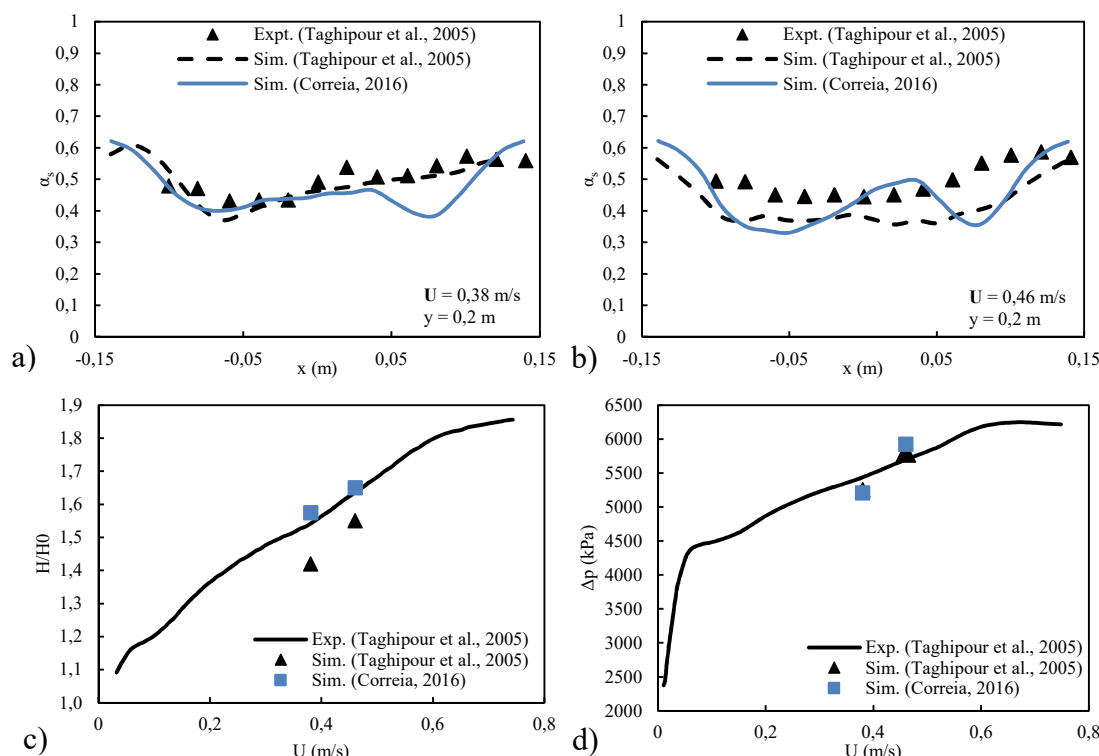 1
0,9
0,8
0,7
0,6
0,5
0,4
0,3
0,2
0,1
0
αs
Expt. (Taghipour et al., 2005)
Sim. (Taghipour et al., 2005)
Sim. (Correia, 2016)
U = 0,38 m/s
y = 0,2 m
-0,15
-0,05
0,05
0,15
x (m)
a)
1
0,9
0,8
0,7
0,6
0,5
0,4
0,3
0,2
0,1
0
αs
Expt. (Taghipour et al., 2005)
Sim. (Taghipour et al., 2005)
Sim. (Correia, 2016)
U = 0,46 m/s
y = 0,2 m
-0,15
-0,05
0,05
0,15
x (m)
b)
1,9
1,8
1,7
1,6
1,5
1,4
1,3
1,2
1,1
1,0
H/H0
Exp. (Taghipour et al., 2005)
Sim. (Taghipour et al., 2005)
Sim. (Correia, 2016)
0
0,2
0,4
0,6
0,8
U (m/s)
c)
6500
6000
5500
5000
4500
4000
3500
3000
2500
2000
Δp (kPa)
Exp. (Taghipour et al., 2005)
Sim. (Taghipour et al., 2005)
Sim. (Correia, 2016)
0
0,2
0,4
0,6
0,8
U (m/s)
d)